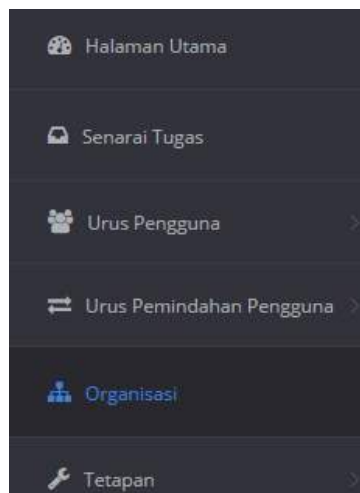 Halaman Utama
Senarai Tugas
Urus Pengguna
Urus Pemindahan Pengguna
Organisasi
Tetapan